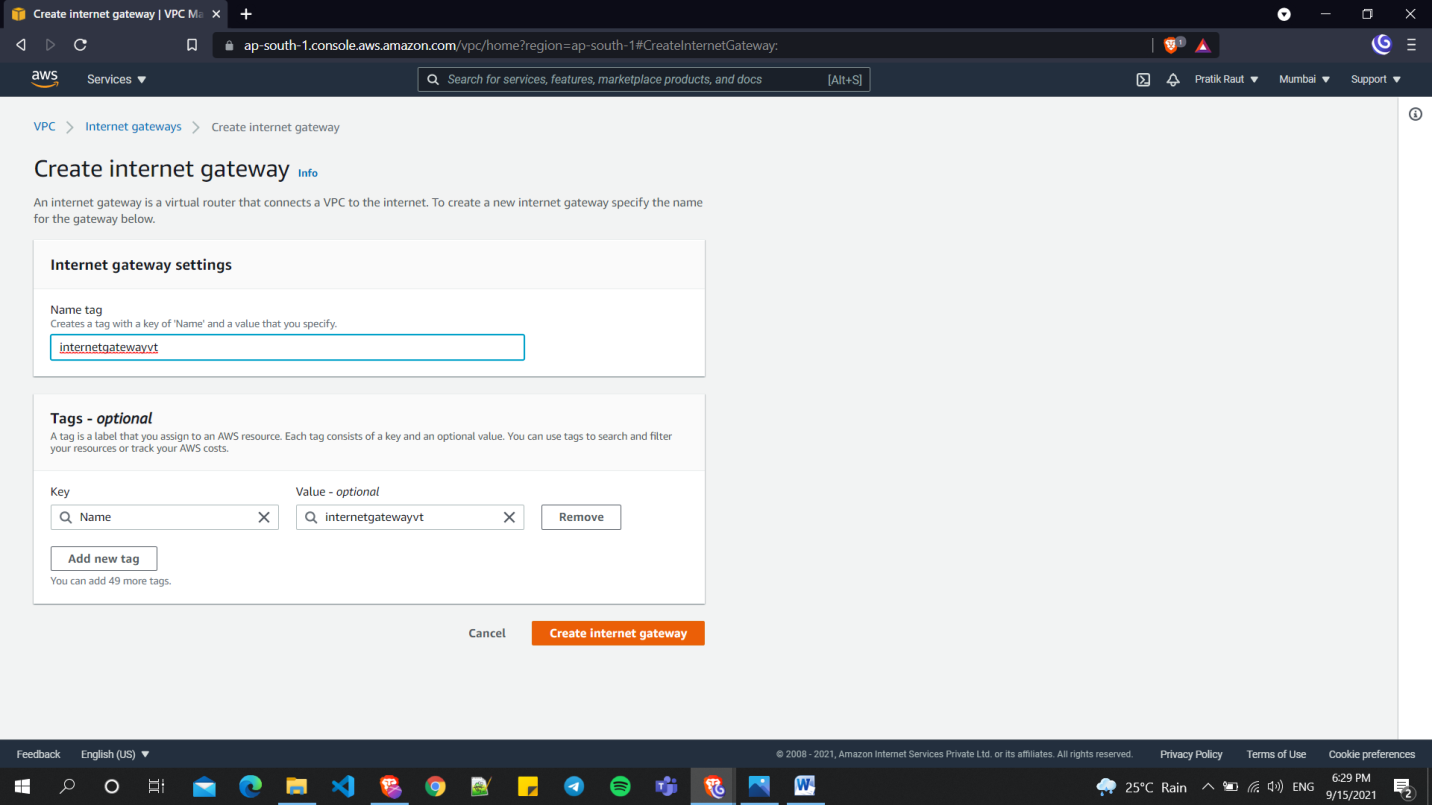 Create internet gateway | VPC Ma
ap-south-1.console.aws.amazon.com/vpc/home?region=ap-south-1#CreateInternetGateway:
1
aws
Services
Search for services, features, marketplace products, and docs
[Alt+S]
Pratik Raut
Mumbai
Support
VPC
Internet gateways
Create internet gateway
Create internet gateway Info
An internet gateway is a virtual router that connects a VPC to the internet. To create a new internet gateway specify the name
for the gateway below.
Internet gateway settings
Name tag
Creates a tag with a key of 'Name' and a value that you specify.
internetgatewayvt
Tags - optional
A tag is a label that you assign to an AWS resource. Each tag consists of a key and an optional value. You can use tags to search and filter
your resources or track your AWS costs.
Key
Value - optional
Name
internetgatewayvt
Remove
Add new tag
You can add 49 more tags.
Cancel
Create internet gateway
Feedback
English (US)
© 2008 - 2021, Amazon Internet Services Private Ltd. or its affiliates. All rights reserved.
Privacy Policy
Terms of Use
Cookie preferences
25°C Rain
ENG
6:29 PM
9/15/2021
2